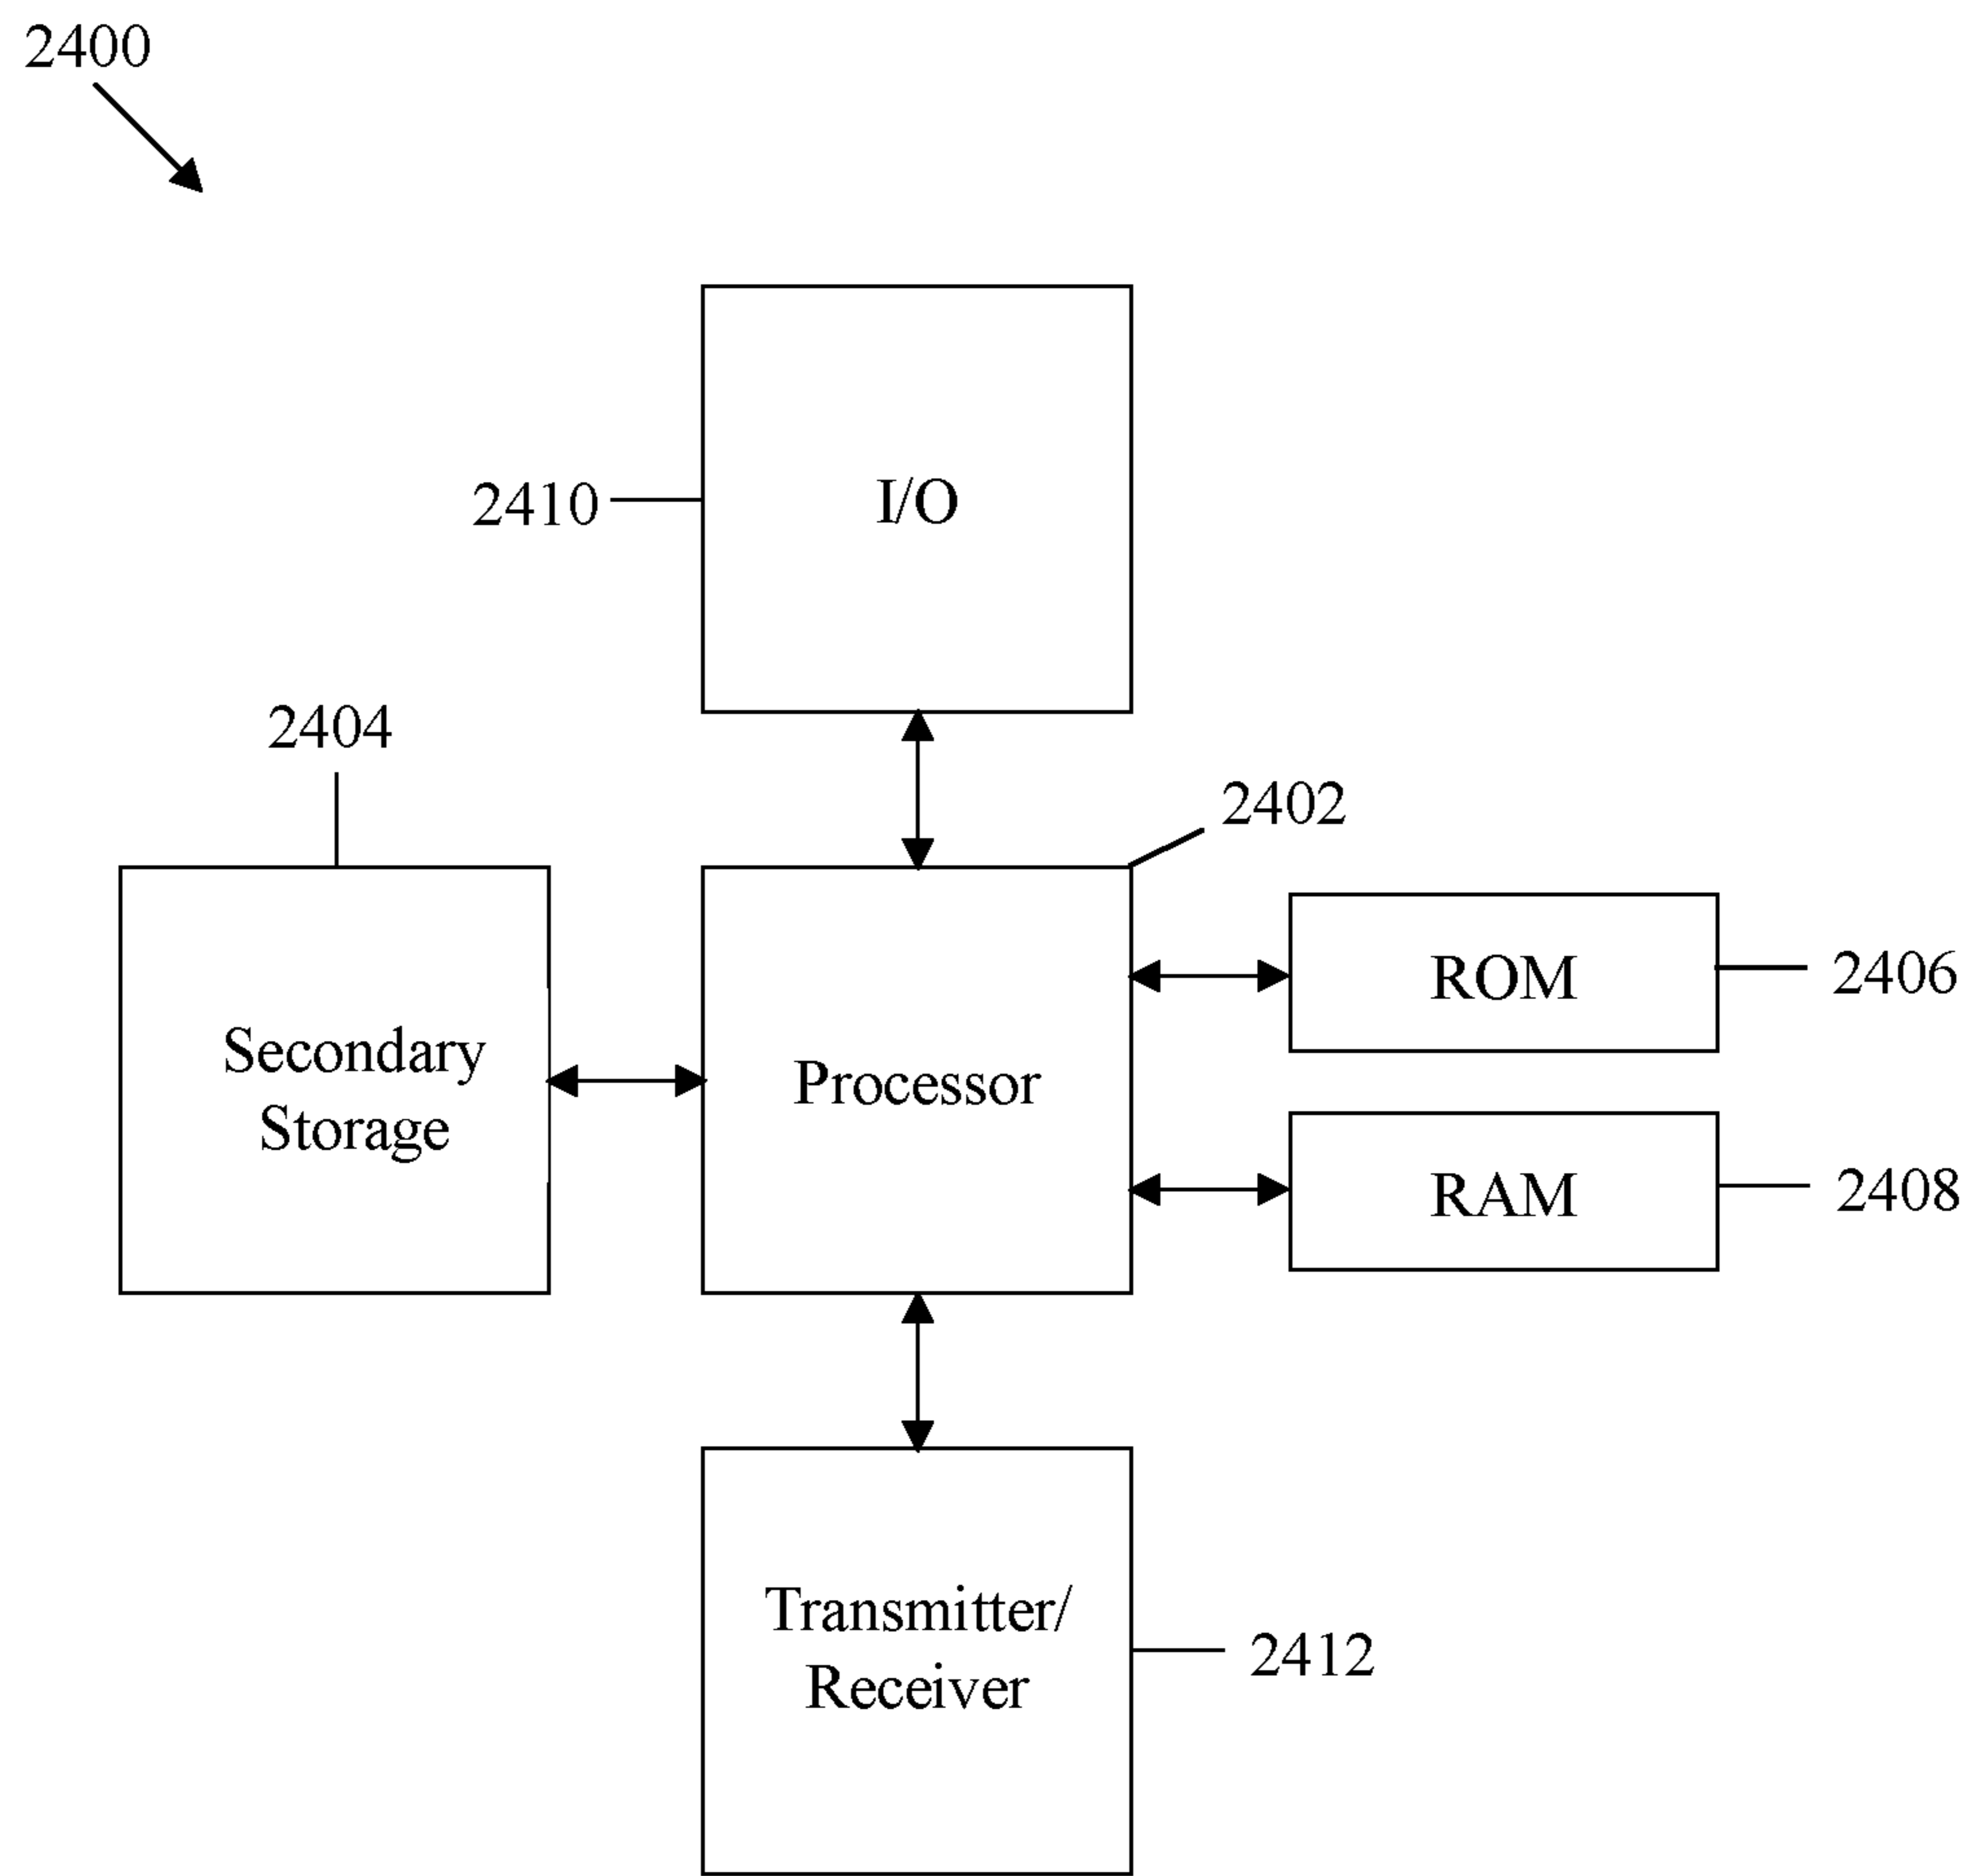 2400
2410
I/O
2404
2402
ROM
2406
Secondary
Storage
Processor
RAM
2408
Transmitter/
Receiver
2412